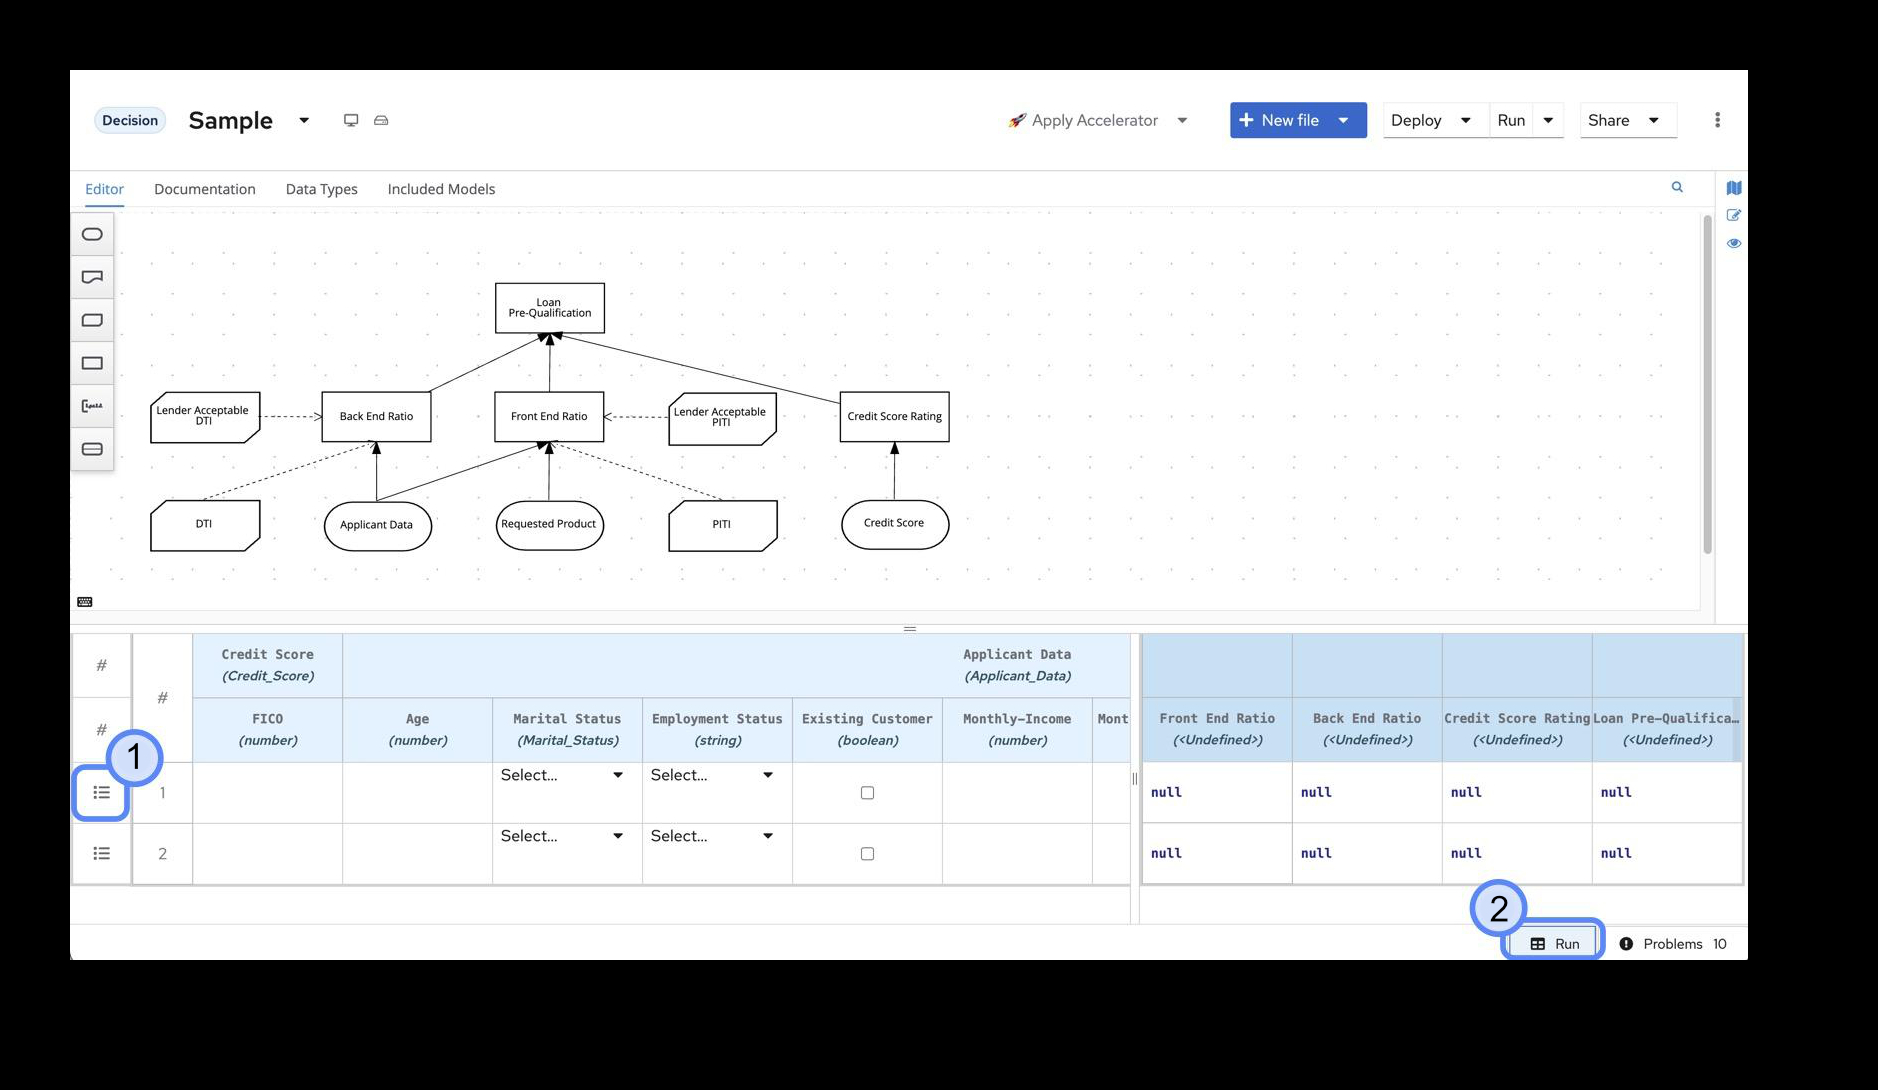 Decision
Sample
Apply Accelerator
New file
Deploy
Run
Share
Editor
Documentation
Data Types
Included Models
Loan
Pre-Qualification
Lender Acceptable
DTI
Back End Ratio
Front End Ratio
Lender Acceptable
PITI
Credit Score Rating
DTI
Applicant Data
Requested Product
PITI
Credit Score
#
#
Credit Score
(Credit_Score)
Applicant Data
(Applicant_Data)
#
FICO
(number)
Age
(number)
Marital Status
(Marital_Status)
Employment Status
(string)
Existing Customer
(boolean)
Monthly-Income
(number)
Mont
Front End Ratio
(<Undefined>)
Back End Ratio
(<Undefined>)
Credit Score Rating
(<Undefined>)
Loan Pre-Qualifica...
(<Undefined>)
1
1
Select...
Select...
null
null
null
null
2
Select...
Select...
null
null
null
null
2
Run
Problems 10